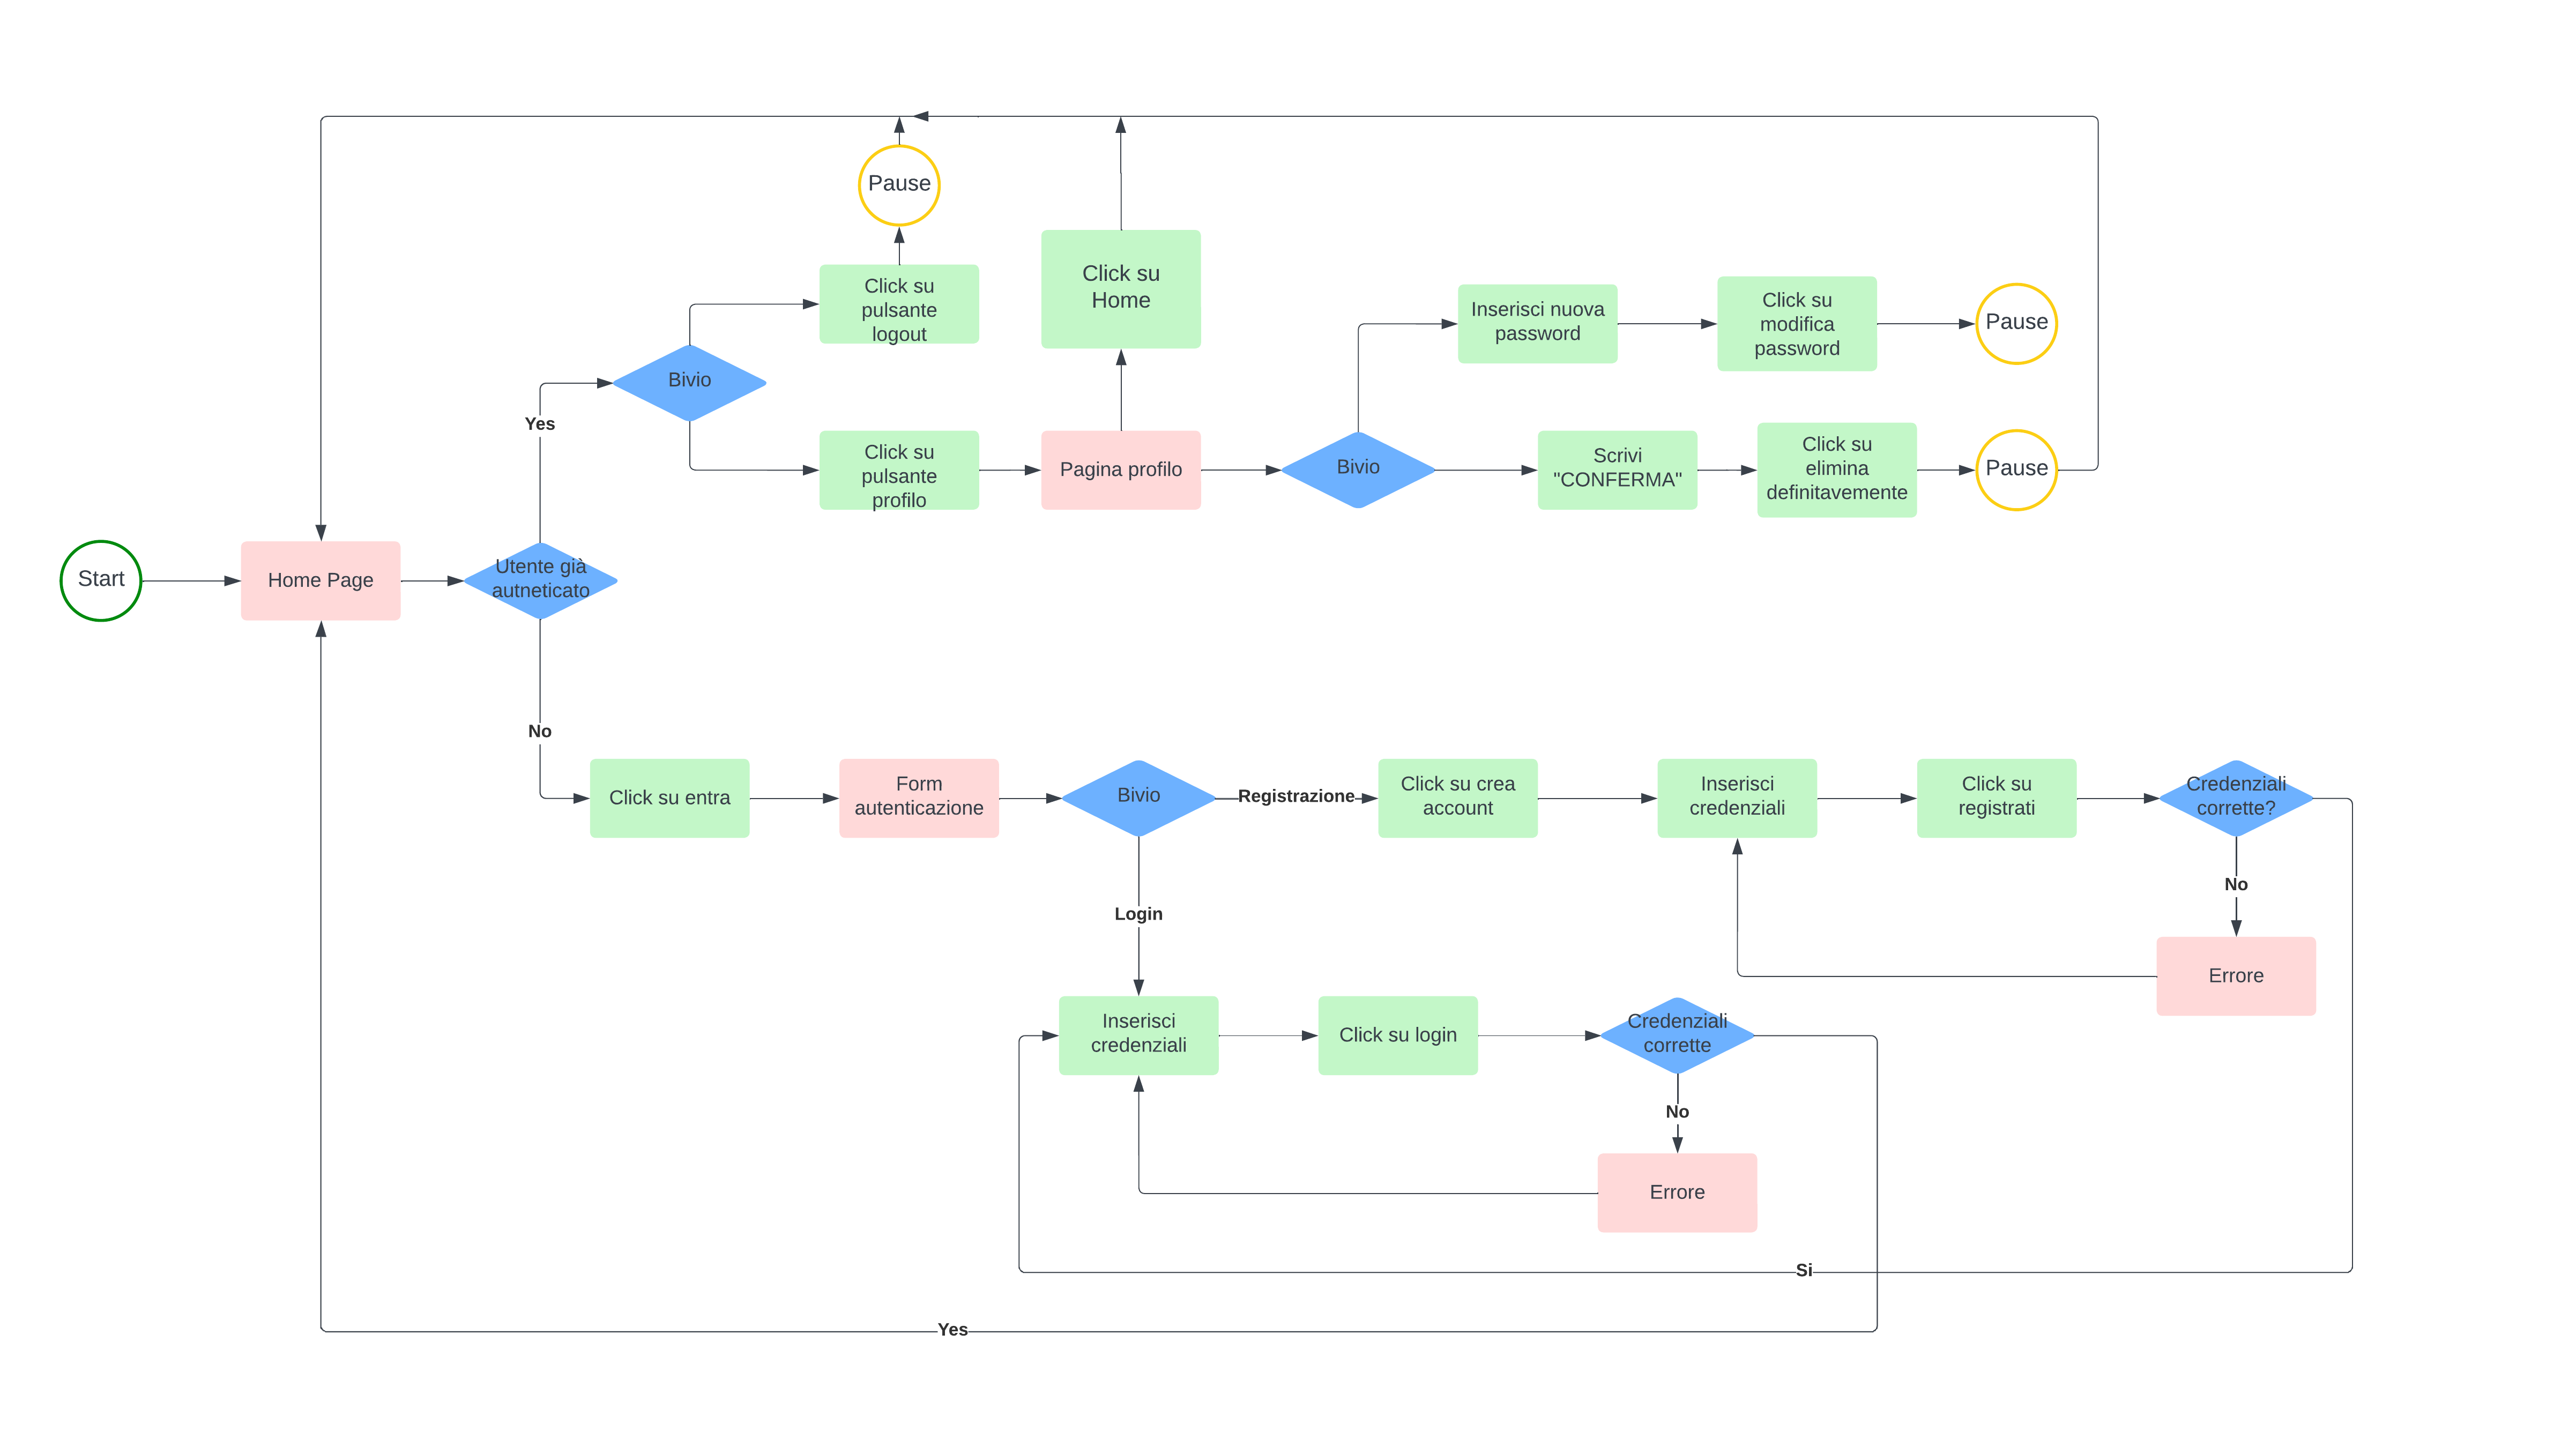 Pause
Click su
pulsante
logout
Click su
Home
Inserisci nuova
password
Click su
modifica
password
Pause
Bivio
Yes
Click su
pulsante
profilo
Pagina profilo
Bivio
Scrivi
"CONFERMA"
Click su
elimina
definitavemente
Pause
Start
Home Page
Utente già
autneticato
No
Click su entra
Form
autenticazione
Bivio
Registrazione
Click su crea
account
Inserisci
credenziali
Click su
registrati
Credenziali
corrette?
No
Login
Errore
Inserisci
credenziali
Click su login
Credenziali
corrette
No
Errore
Si
Yes